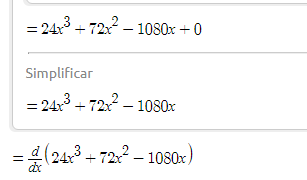 = 24x³ + 72x² − 1080x + 0
Simplificar
= 24x³ + 72x² − 1080x
= d/dx (24x³ + 72x² − 1080x)